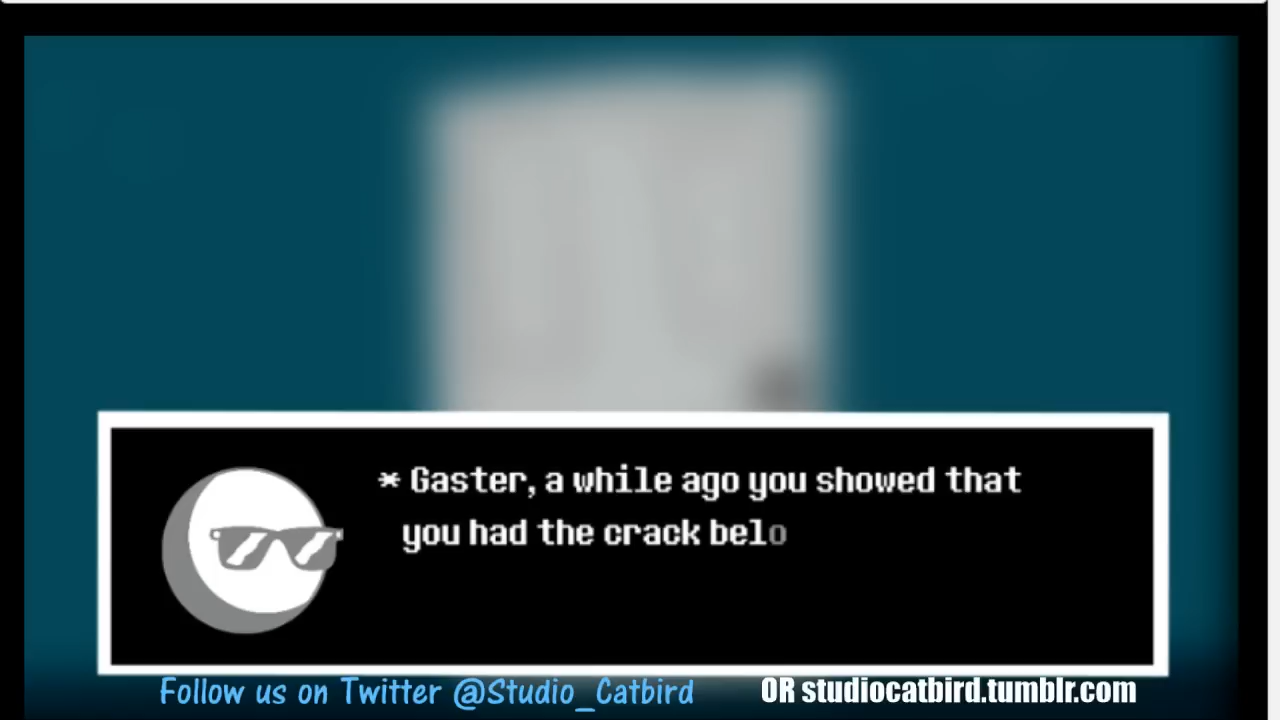 * Gaster, a while ago you showed that
you had the crack belo
Follow us on Twitter @Studio_Catbird OR studiocatbird.tumblr.com